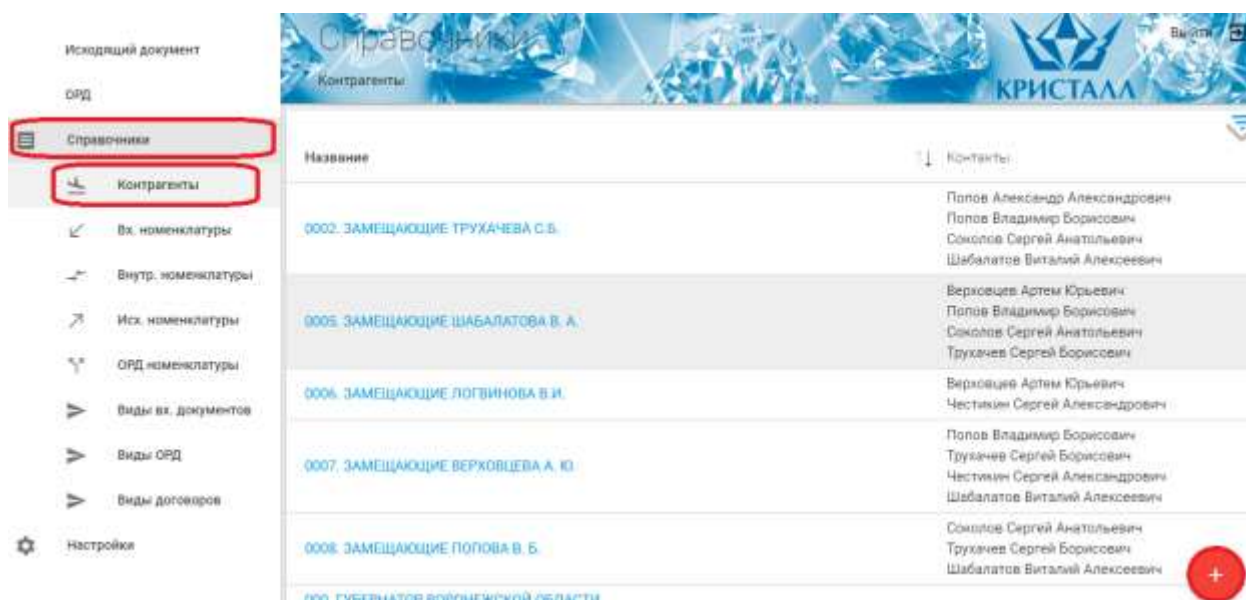 Исходящий документ
ОРД
Справочники
Контрагенты
Вх. номенклатуры
Внутр. номенклатуры
Исх. номенклатуры
ОРД номенклатуры
Виды вх. документов
Виды ОРД
Виды договоров
Настройки
Справочники
Контрагенты
КРИСТАЛЛ
Выйти
Название
Контакты
0002. ЗАМЕЩАЮЩИЕ ТРУХАЧЕВА С.Б.
Попов Александр Александрович
Попов Владимир Борисович
Соколов Сергей Анатольевич
Шабалатов Виталий Алексеевич
0005. ЗАМЕЩАЮЩИЕ ШАБАЛАТОВА В. А.
Верховцев Артем Юрьевич
Попов Владимир Борисович
Соколов Сергей Анатольевич
Трухачев Сергей Борисович
0006. ЗАМЕЩАЮЩИЕ ЛОГВИНОВА В.И.
Верховцев Артем Юрьевич
Честикин Сергей Александрович
0007. ЗАМЕЩАЮЩИЕ ВЕРХОВЦЕВА А. Ю.
Попов Владимир Борисович
Трухачев Сергей Борисович
Честикин Сергей Александрович
Шабалатов Виталий Алексеевич
0008. ЗАМЕЩАЮЩИЕ ПОПОВА В. Б.
Соколов Сергей Анатольевич
Трухачев Сергей Борисович
Шабалатов Виталий Алексеевич
000. ГУБЕРНАТОР ВОРОНЕЖСКОЙ ОБЛАСТИ